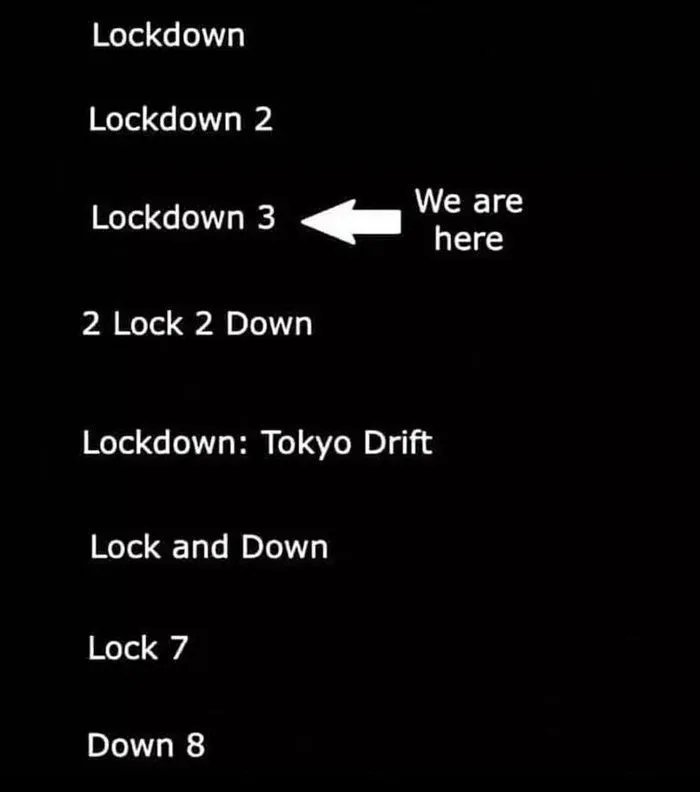 Lockdown
Lockdown 2
Lockdown 3
We are
here
2 Lock 2 Down
Lockdown: Tokyo Drift
Lock and Down
Lock 7
Down 8